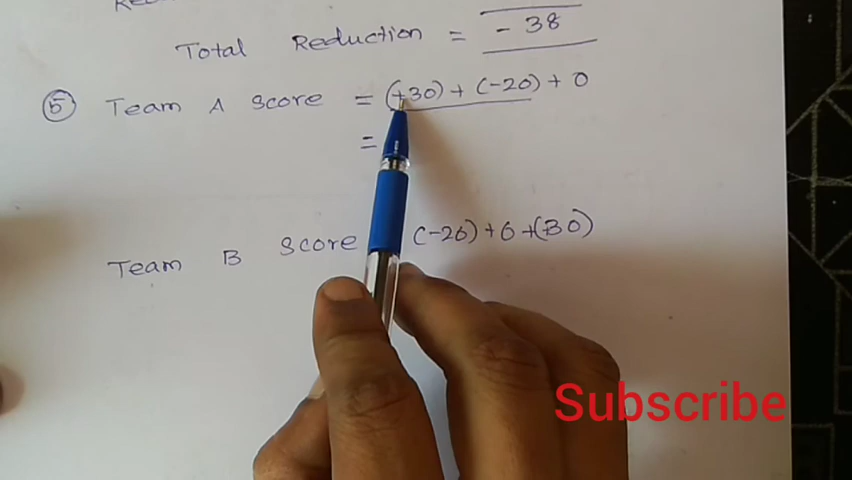 Total Reduction = - 38
5 Team A Score = (+30) + (-20) + 0
=
Team B Score (-20) + 0 + (30)
Subscribe